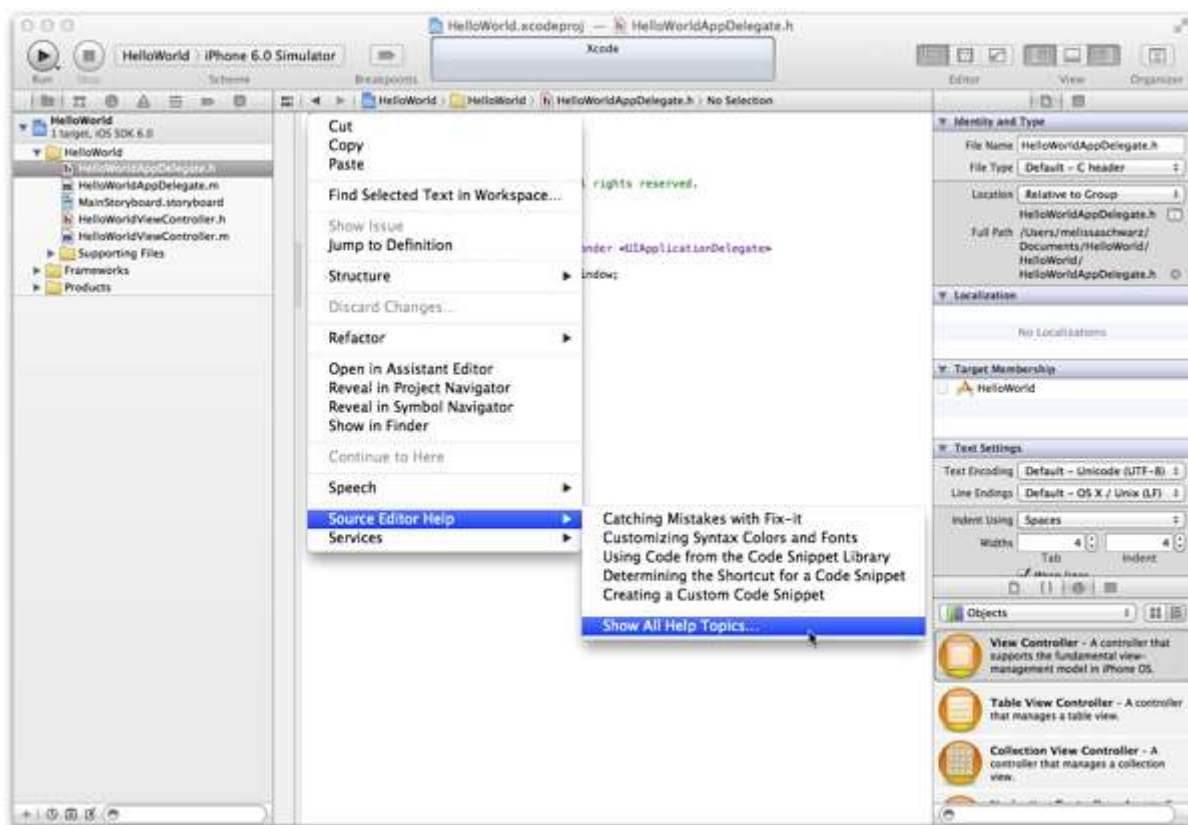 HelloWorld.xcodeproj — HelloWorldAppDelegate.h
HelloWorld iPhone 6.0 Simulator
Xcode
Run
Stop
Scheme
Breakpoints
Editor
View
Organizer
HelloWorld HelloWorld HelloWorldAppDelegate.h No Selection
HelloWorld
1 target, iOS SDK 6.0
HelloWorld
HelloWorldAppDelegate.h
HelloWorldAppDelegate.m
MainStoryboard.storyboard
HelloWorldViewController.h
HelloWorldViewController.m
Supporting Files
Frameworks
Products
Cut
Copy
Paste
Find Selected Text in Workspace...
Show Issue
Jump to Definition
Structure
Discard Changes...
Refactor
Open in Assistant Editor
Reveal in Project Navigator
Reveal in Symbol Navigator
Show in Finder
Continue to Here
Speech
Source Editor Help
Services
rights reserved.
onder <UIApplicationDelegate>
ndow;
Catching Mistakes with Fix-it
Customizing Syntax Colors and Fonts
Using Code from the Code Snippet Library
Determining the Shortcut for a Code Snippet
Creating a Custom Code Snippet
Show All Help Topics...
Identity and Type
File Name HelloWorldAppDelegate.h
File Type Default - C header
Location Relative to Group
HelloWorldAppDelegate.h
Full Path /Users/melissaschwarz/
Documents/HelloWorld/
HelloWorld/
HelloWorldAppDelegate.h
Localization
No Localizations
Target Membership
HelloWorld
Text Settings
Text Encoding Default - Unicode (UTF-8)
Line Endings Default - OS X / Unix (LF)
Indent Using Spaces
Widths 4 4
Tab Indent
Objects
View Controller - A controller that
supports the fundamental view-
management model in iPhone OS.
Table View Controller - A controller
that manages a table view.
Collection View Controller - A
controller that manages a collection
view.